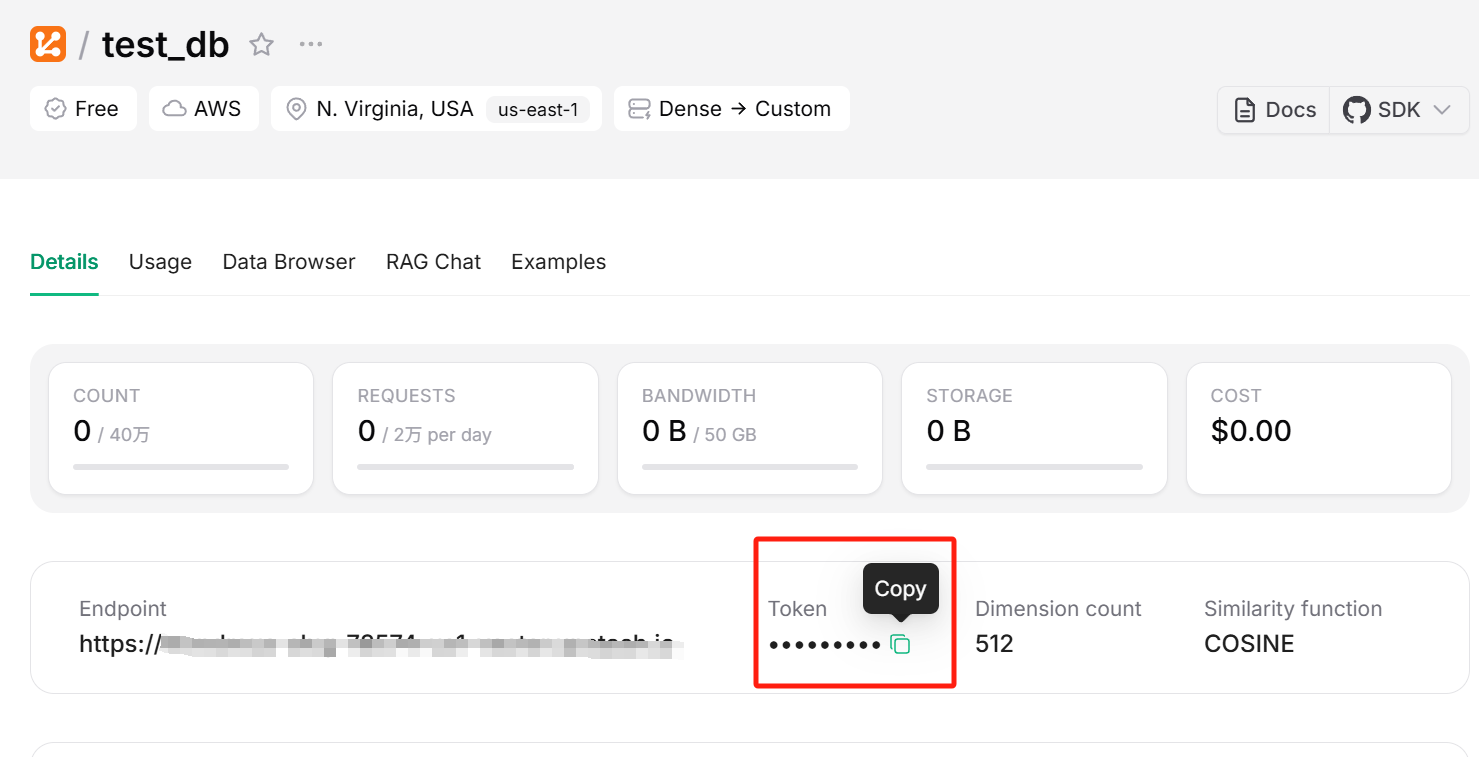 / test_db
Free AWS N. Virginia, USA us-east-1 Dense → Custom Docs SDK
Details Usage Data Browser RAG Chat Examples
COUNT REQUESTS BANDWIDTH STORAGE COST
0 / 40万 0 / 2万 per day 0 B / 50 GB 0 B $0.00
Copy
Endpoint Token Dimension count Similarity function
https:// ••••••••• 512 COSINE